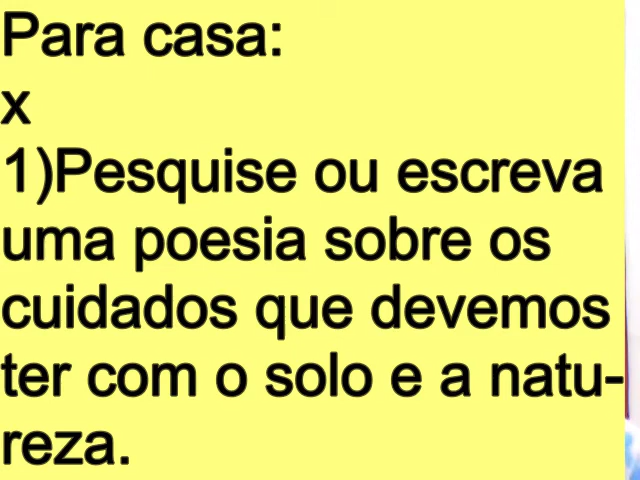 Para casa:
x
1)Pesquise ou escreva
uma poesia sobre os
cuidados que devemos
ter com o solo e a natu-
reza.